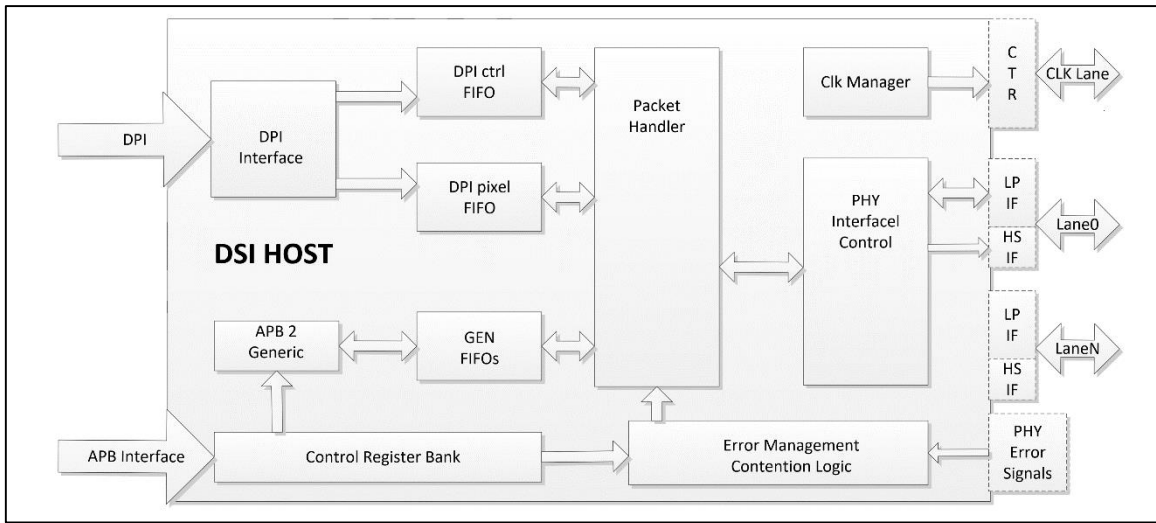 DPI
DPI
Interface
DPI ctrl
FIFO
DPI pixel
FIFO
Packet
Handler
Clk Manager
C
T
R
CLK Lane
PHY
Interfacel
Control
LP
IF
HS
IF
Lane0
LP
IF
HS
IF
LaneN
DSI HOST
APB 2
Generic
GEN
FIFOs
APB Interface
Control Register Bank
Error Management
Contention Logic
PHY
Error
Signals